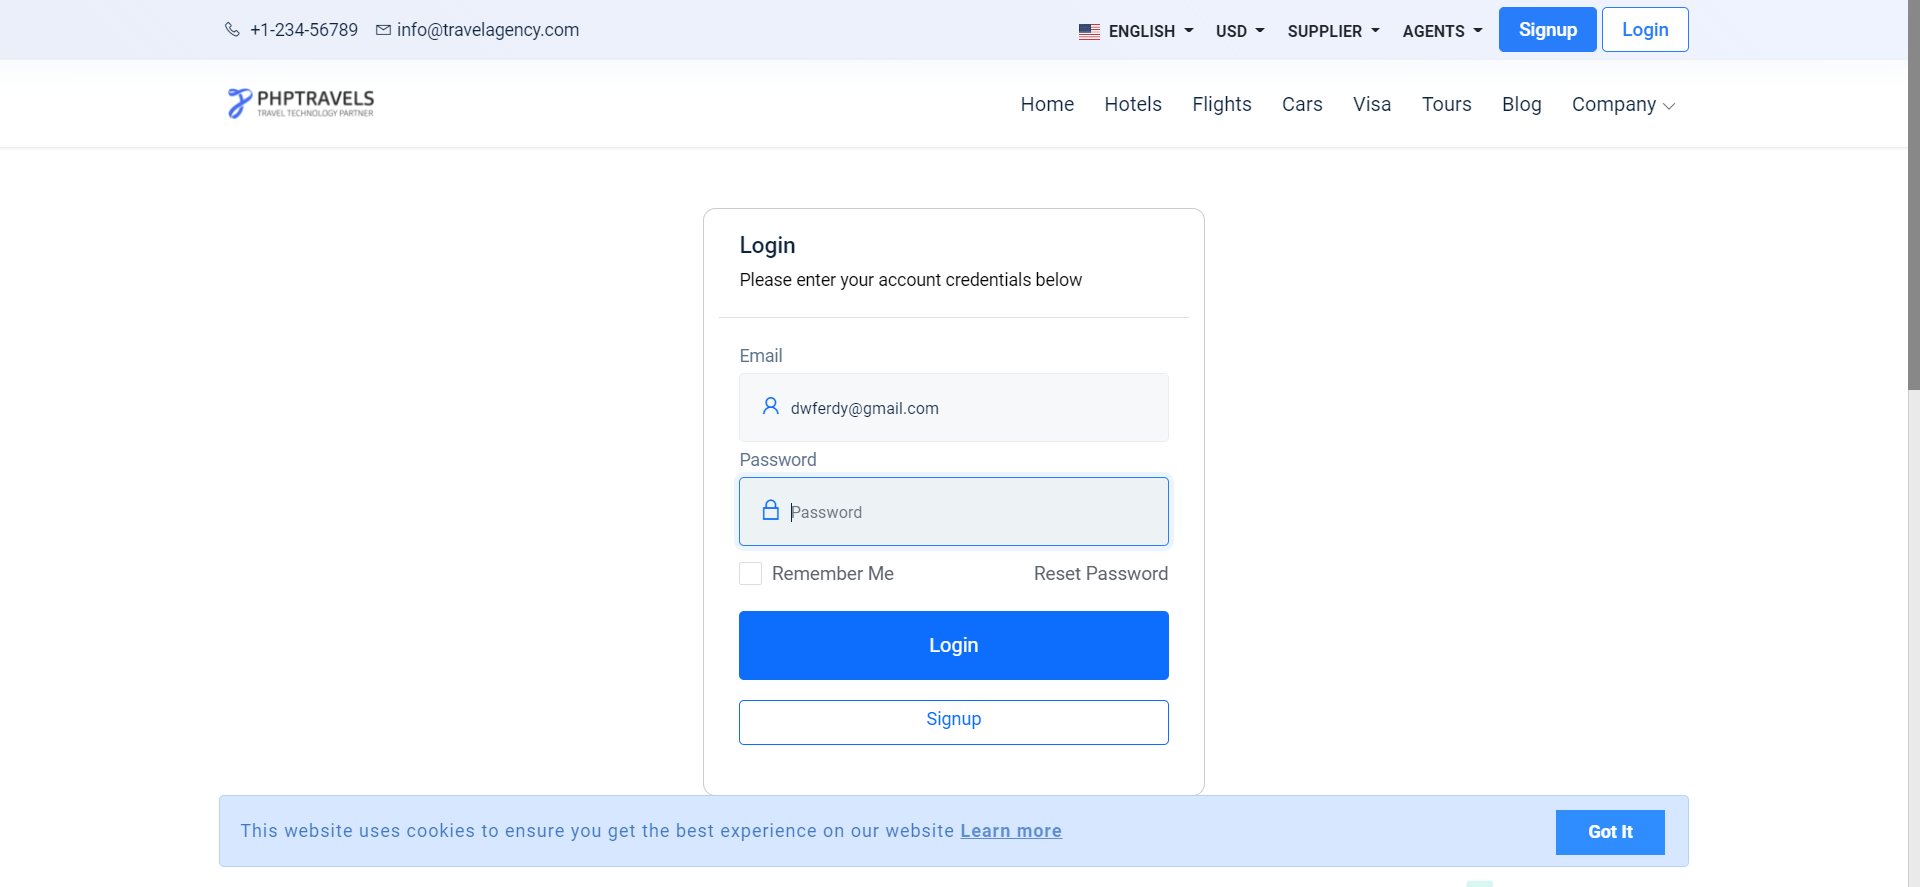 +1-234-56789 info@travelagency.com ENGLISH USD SUPPLIER AGENTS Signup Login
PHPTRAVELS
TRAVEL TECHNOLOGY PARTNER
Home Hotels Flights Cars Visa Tours Blog Company
Login
Please enter your account credentials below
Email
dwferdy@gmail.com
Password
Password
Remember Me Reset Password
Login
Signup
This website uses cookies to ensure you get the best experience on our website Learn more Got It